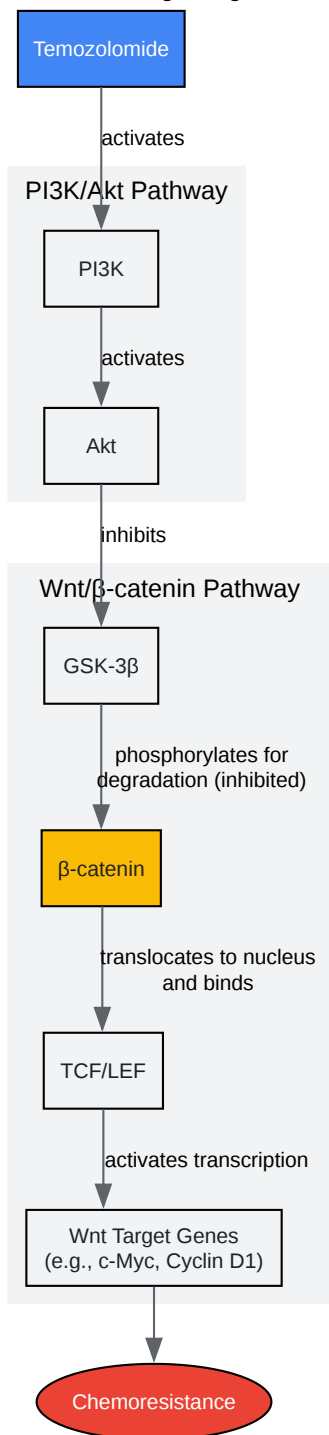 Temozolomide
activates
PI3K/Akt Pathway
PI3K
activates
Akt
inhibits
Wnt/β-catenin Pathway
GSK-3β
phosphorylates for
degradation (inhibited)
β-catenin
translocates to nucleus
and binds
TCF/LEF
activates transcription
Wnt Target Genes
(e.g., c-Myc, Cyclin D1)
Chemoresistance